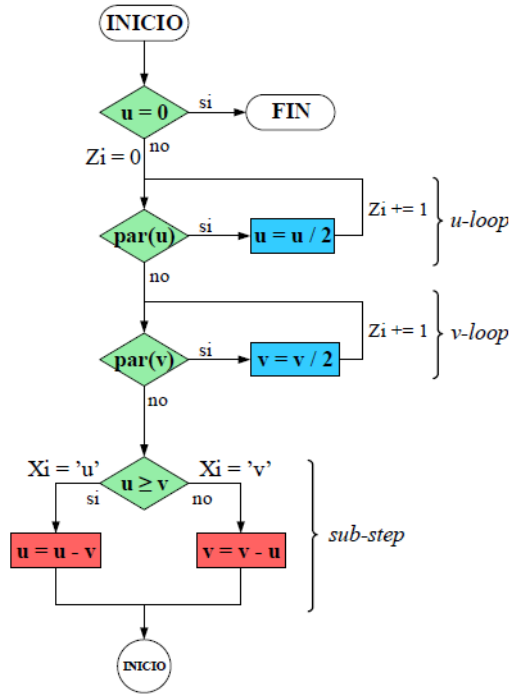 INICIO
u = 0
si
FIN
no
Zi = 0
Zi += 1
u-loop
par(u)
si
u = u / 2
no
Zi += 1
v-loop
par(v)
si
v = v / 2
no
Xi = 'u'
Xi = 'v'
u ≥ v
si
no
u = u - v
v = v - u
sub-step
INICIO